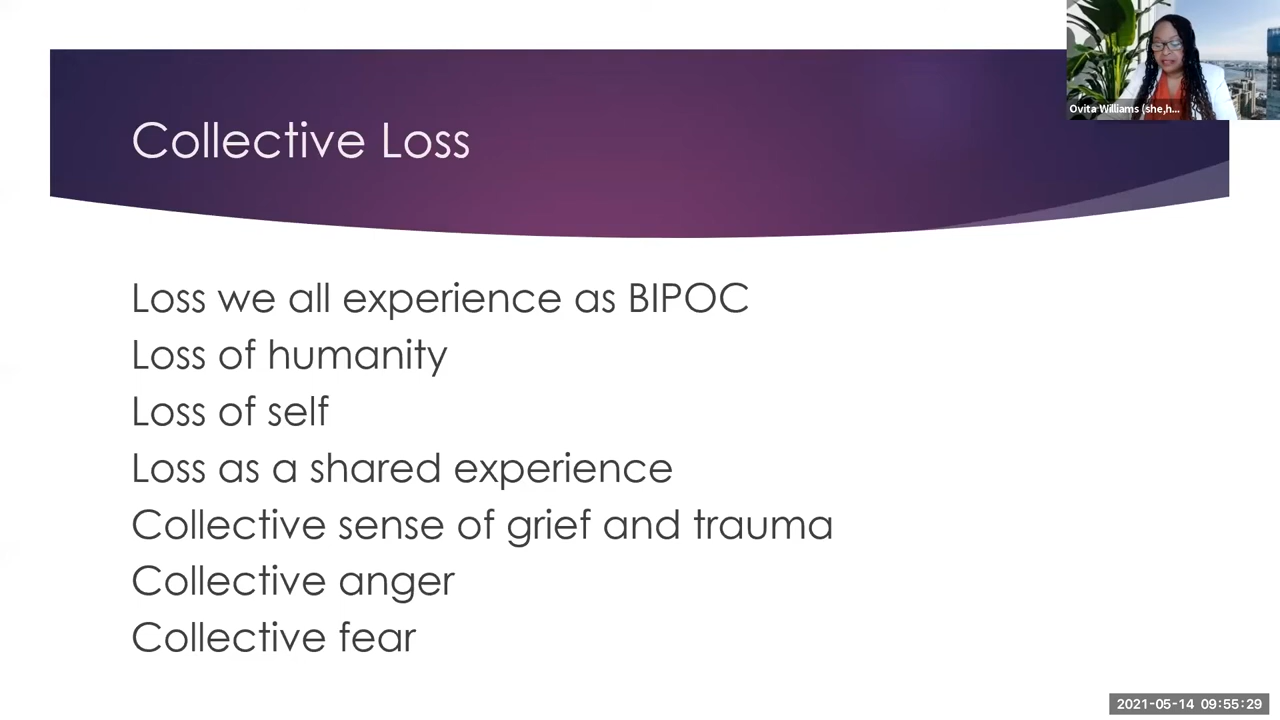 Collective Loss
Ovita Williams (she,h...
Loss we all experience as BIPOC
Loss of humanity
Loss of self
Loss as a shared experience
Collective sense of grief and trauma
Collective anger
Collective fear
2021-05-14 09:55:29